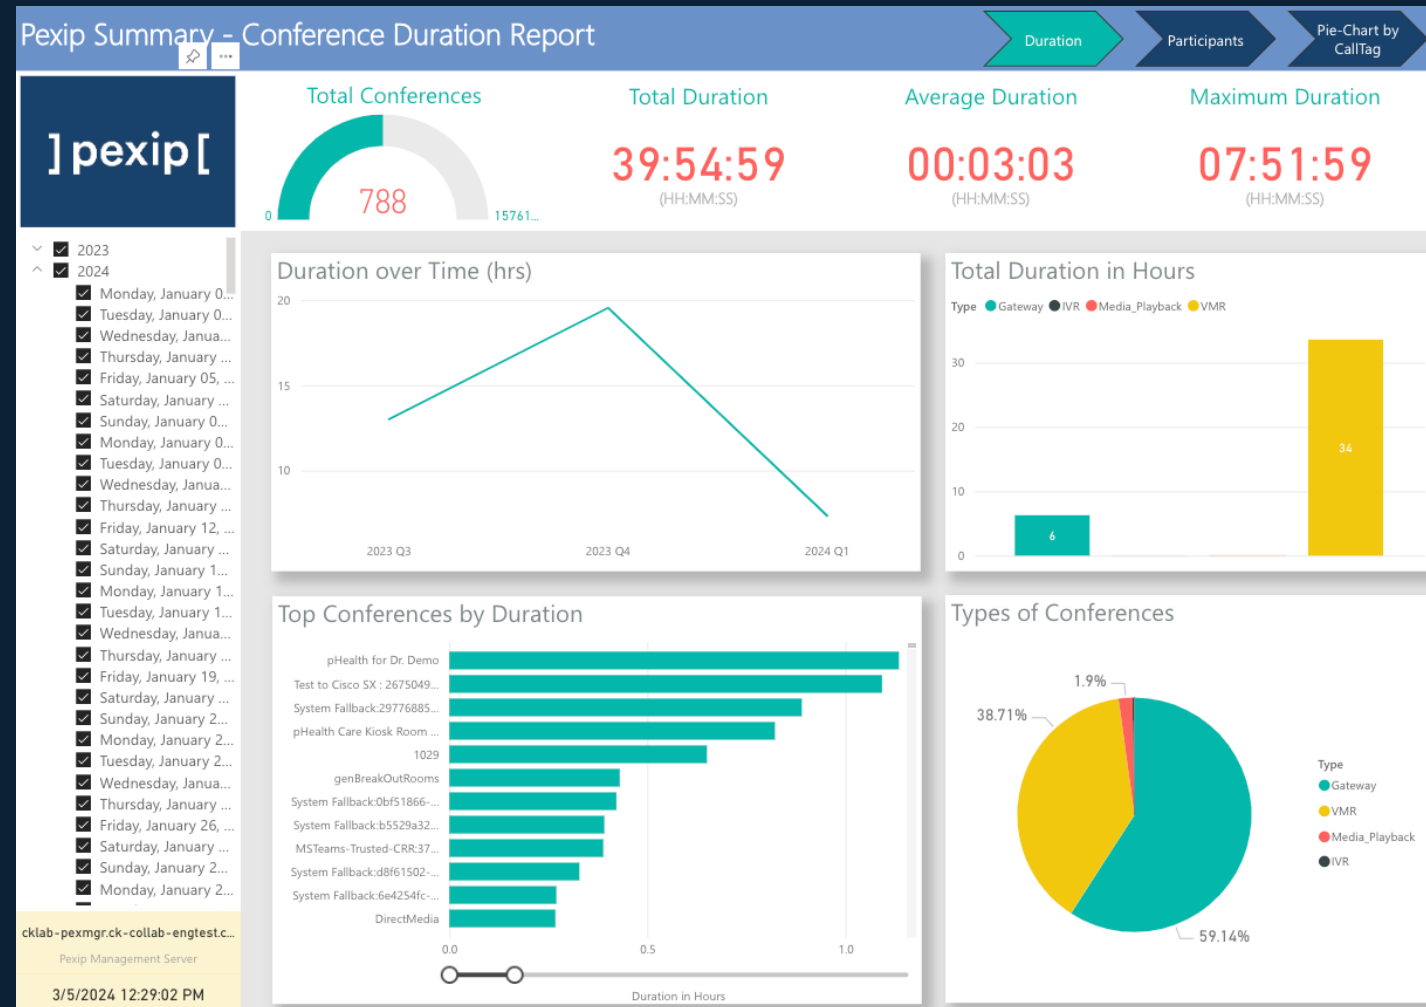 Pexip Summary - Conference Duration Report
Duration
Participants
Pie-Chart by
CallTag
]pexip[
Total Conferences
788
0
15761...
Total Duration
39:54:59
(HH:MM:SS)
Average Duration
00:03:03
(HH:MM:SS)
Maximum Duration
07:51:59
(HH:MM:SS)
2023
2024
Monday, January 0...
Tuesday, January 0...
Wednesday, Janua...
Thursday, January ...
Friday, January 05, ...
Saturday, January ...
Sunday, January 0...
Monday, January 0...
Tuesday, January 0...
Wednesday, Janua...
Thursday, January ...
Friday, January 12, ...
Saturday, January ...
Sunday, January 1...
Monday, January 1...
Tuesday, January 1...
Wednesday, Janua...
Thursday, January ...
Friday, January 19, ...
Saturday, January ...
Sunday, January 2...
Monday, January 2...
Tuesday, January 2...
Wednesday, Janua...
Thursday, January ...
Friday, January 26, ...
Saturday, January ...
Sunday, January 2...
Monday, January 2...
cklab-pexmgr.ck-collab-engtest.c...
Pexip Management Server
3/5/2024 12:29:02 PM
Duration over Time (hrs)
20
15
10
2023 Q3
2023 Q4
2024 Q1
Total Duration in Hours
Type Gateway IVR Media_Playback VMR
30
20
10
0
6
34
Top Conferences by Duration
pHealth for Dr. Demo
Test to Cisco SX : 2675049...
System Fallback:29776885...
pHealth Care Kiosk Room ...
1029
genBreakOutRooms
System Fallback:0bf51866-...
System Fallback:b5529a32...
MSTeams-Trusted-CRR:37...
System Fallback:d8f61502-...
System Fallback:6e4254fc-...
DirectMedia
0.0
0.5
1.0
Duration in Hours
Types of Conferences
1.9%
38.71%
59.14%
Type
Gateway
VMR
Media_Playback
IVR